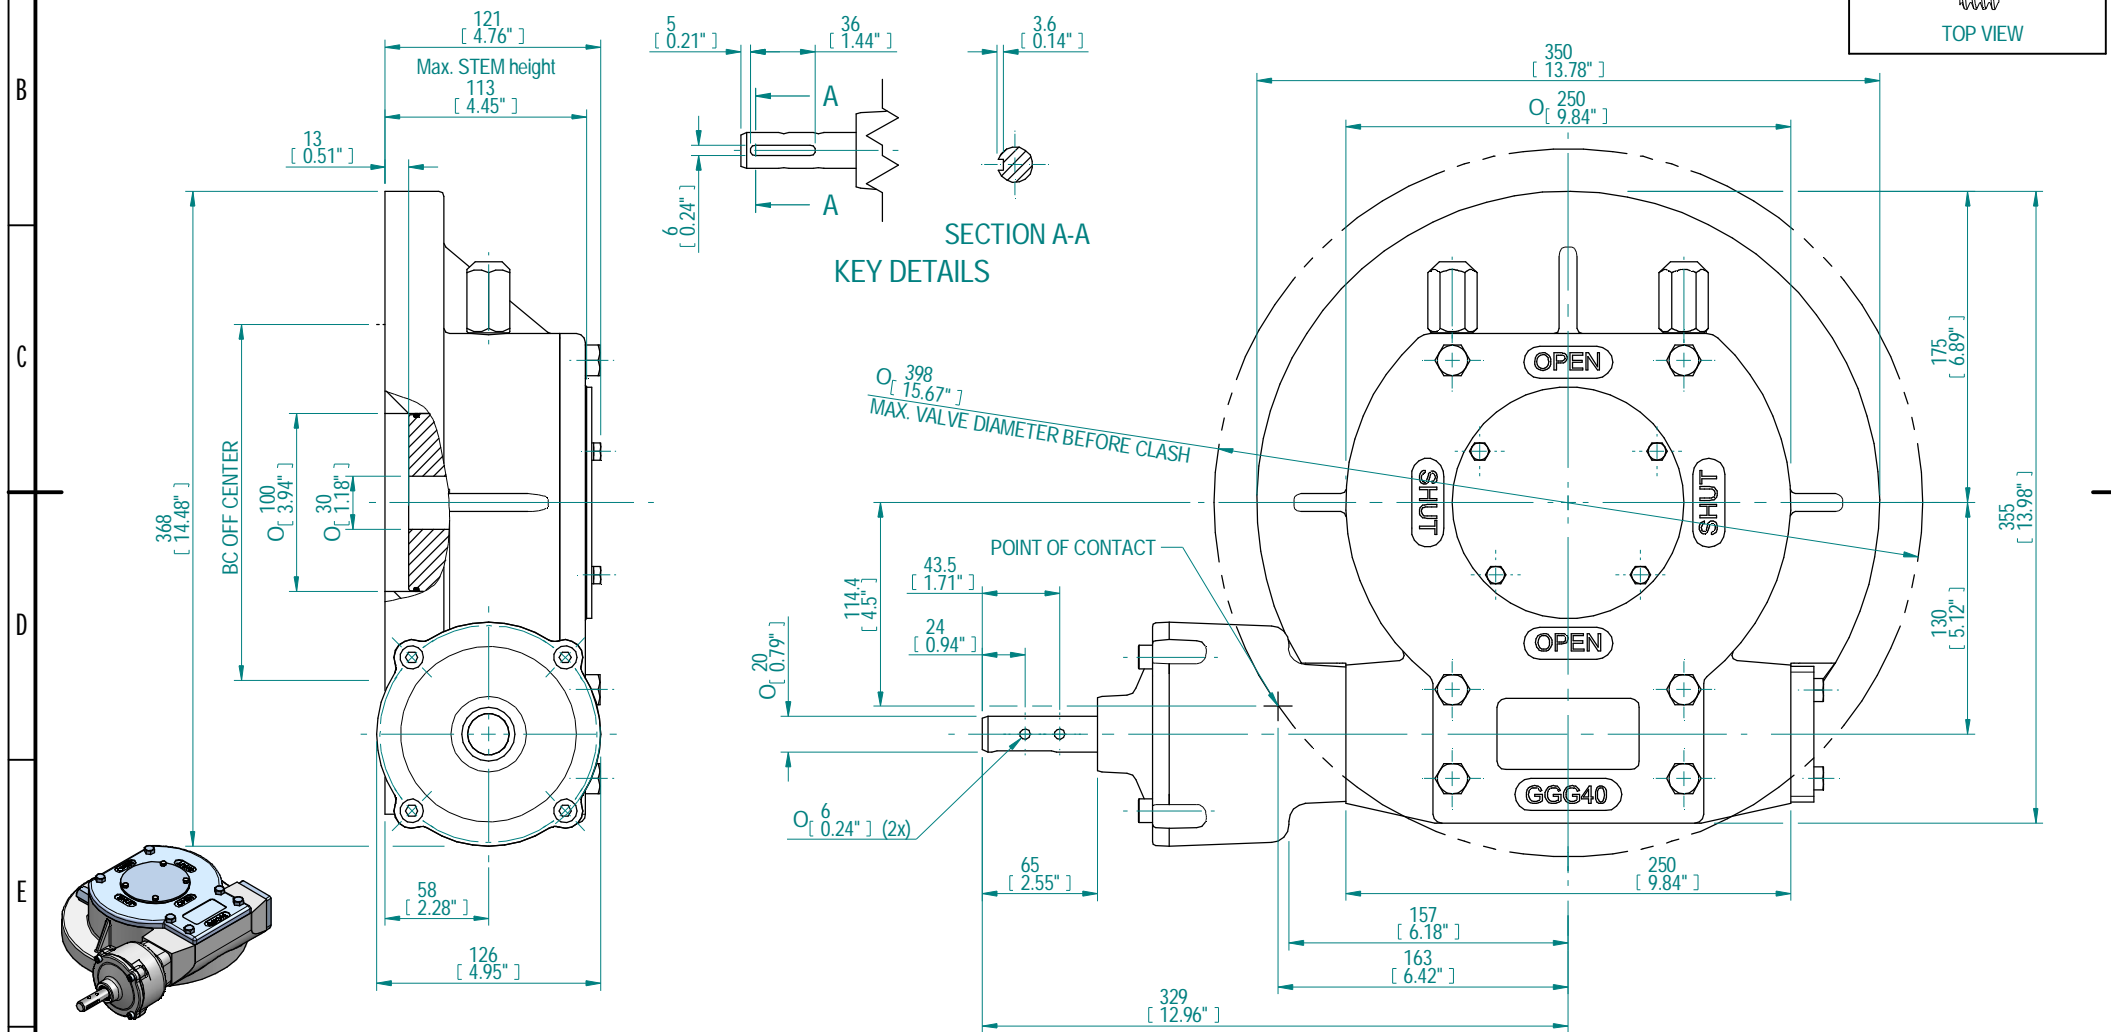 B
C
D
E
121
[ 4.76" ]
Max. STEM height
113
[ 4.45" ]
13
[ 0.51" ]
368
[ 14.48" ]
BC OFF CENTER
O 100
[ 3.94" ]
O 30
[ 1.18" ]
58
[ 2.28" ]
126
[ 4.95" ]
5
[ 0.21" ]
36
[ 1.44" ]
A
A
6
[ 0.24" ]
3.6
[ 0.14" ]
SECTION A-A
KEY DETAILS
TOP VIEW
350
[ 13.78" ]
O 250
[ 9.84" ]
O 398
[ 15.67" ]
MAX. VALVE DIAMETER BEFORE CLASH
POINT OF CONTACT
OPEN
SHUT
SHUT
OPEN
GGG40
175
[ 6.89" ]
355
[ 13.98" ]
130
[ 5.12" ]
114.4
[ 4.5" ]
43.5
[ 1.71" ]
24
[ 0.94" ]
O 20
[ 0.79" ]
O 6
[ 0.24" ] (2x)
65
[ 2.55" ]
250
[ 9.84" ]
157
[ 6.18" ]
163
[ 6.42" ]
329
[ 12.96" ]